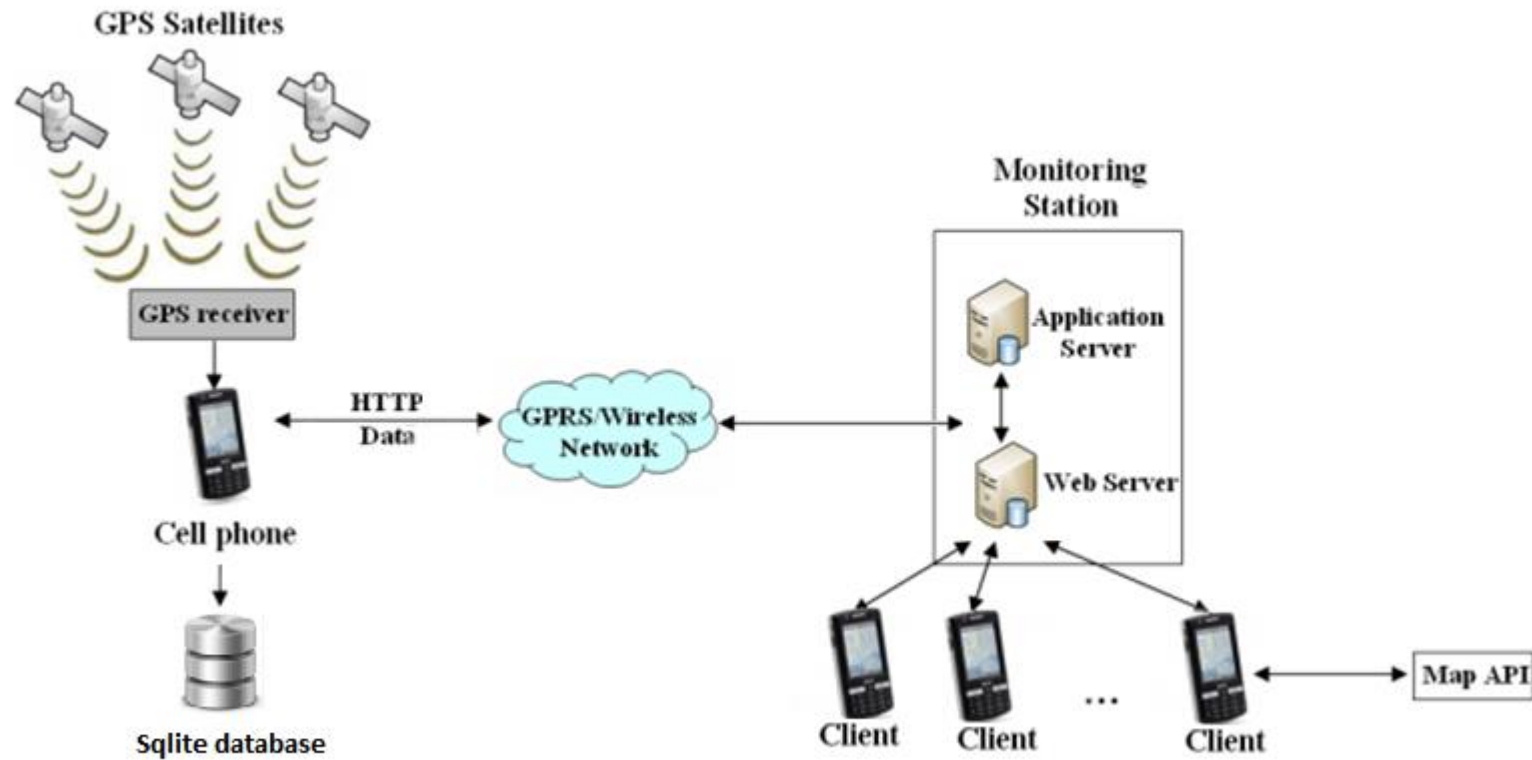 GPS Satellites
GPS receiver
Cell phone
Sqlite database
HTTP
Data
GPRS/Wireless
Network
Monitoring
Station
Application
Server
Web Server
Client
Client
...
Client
Map API